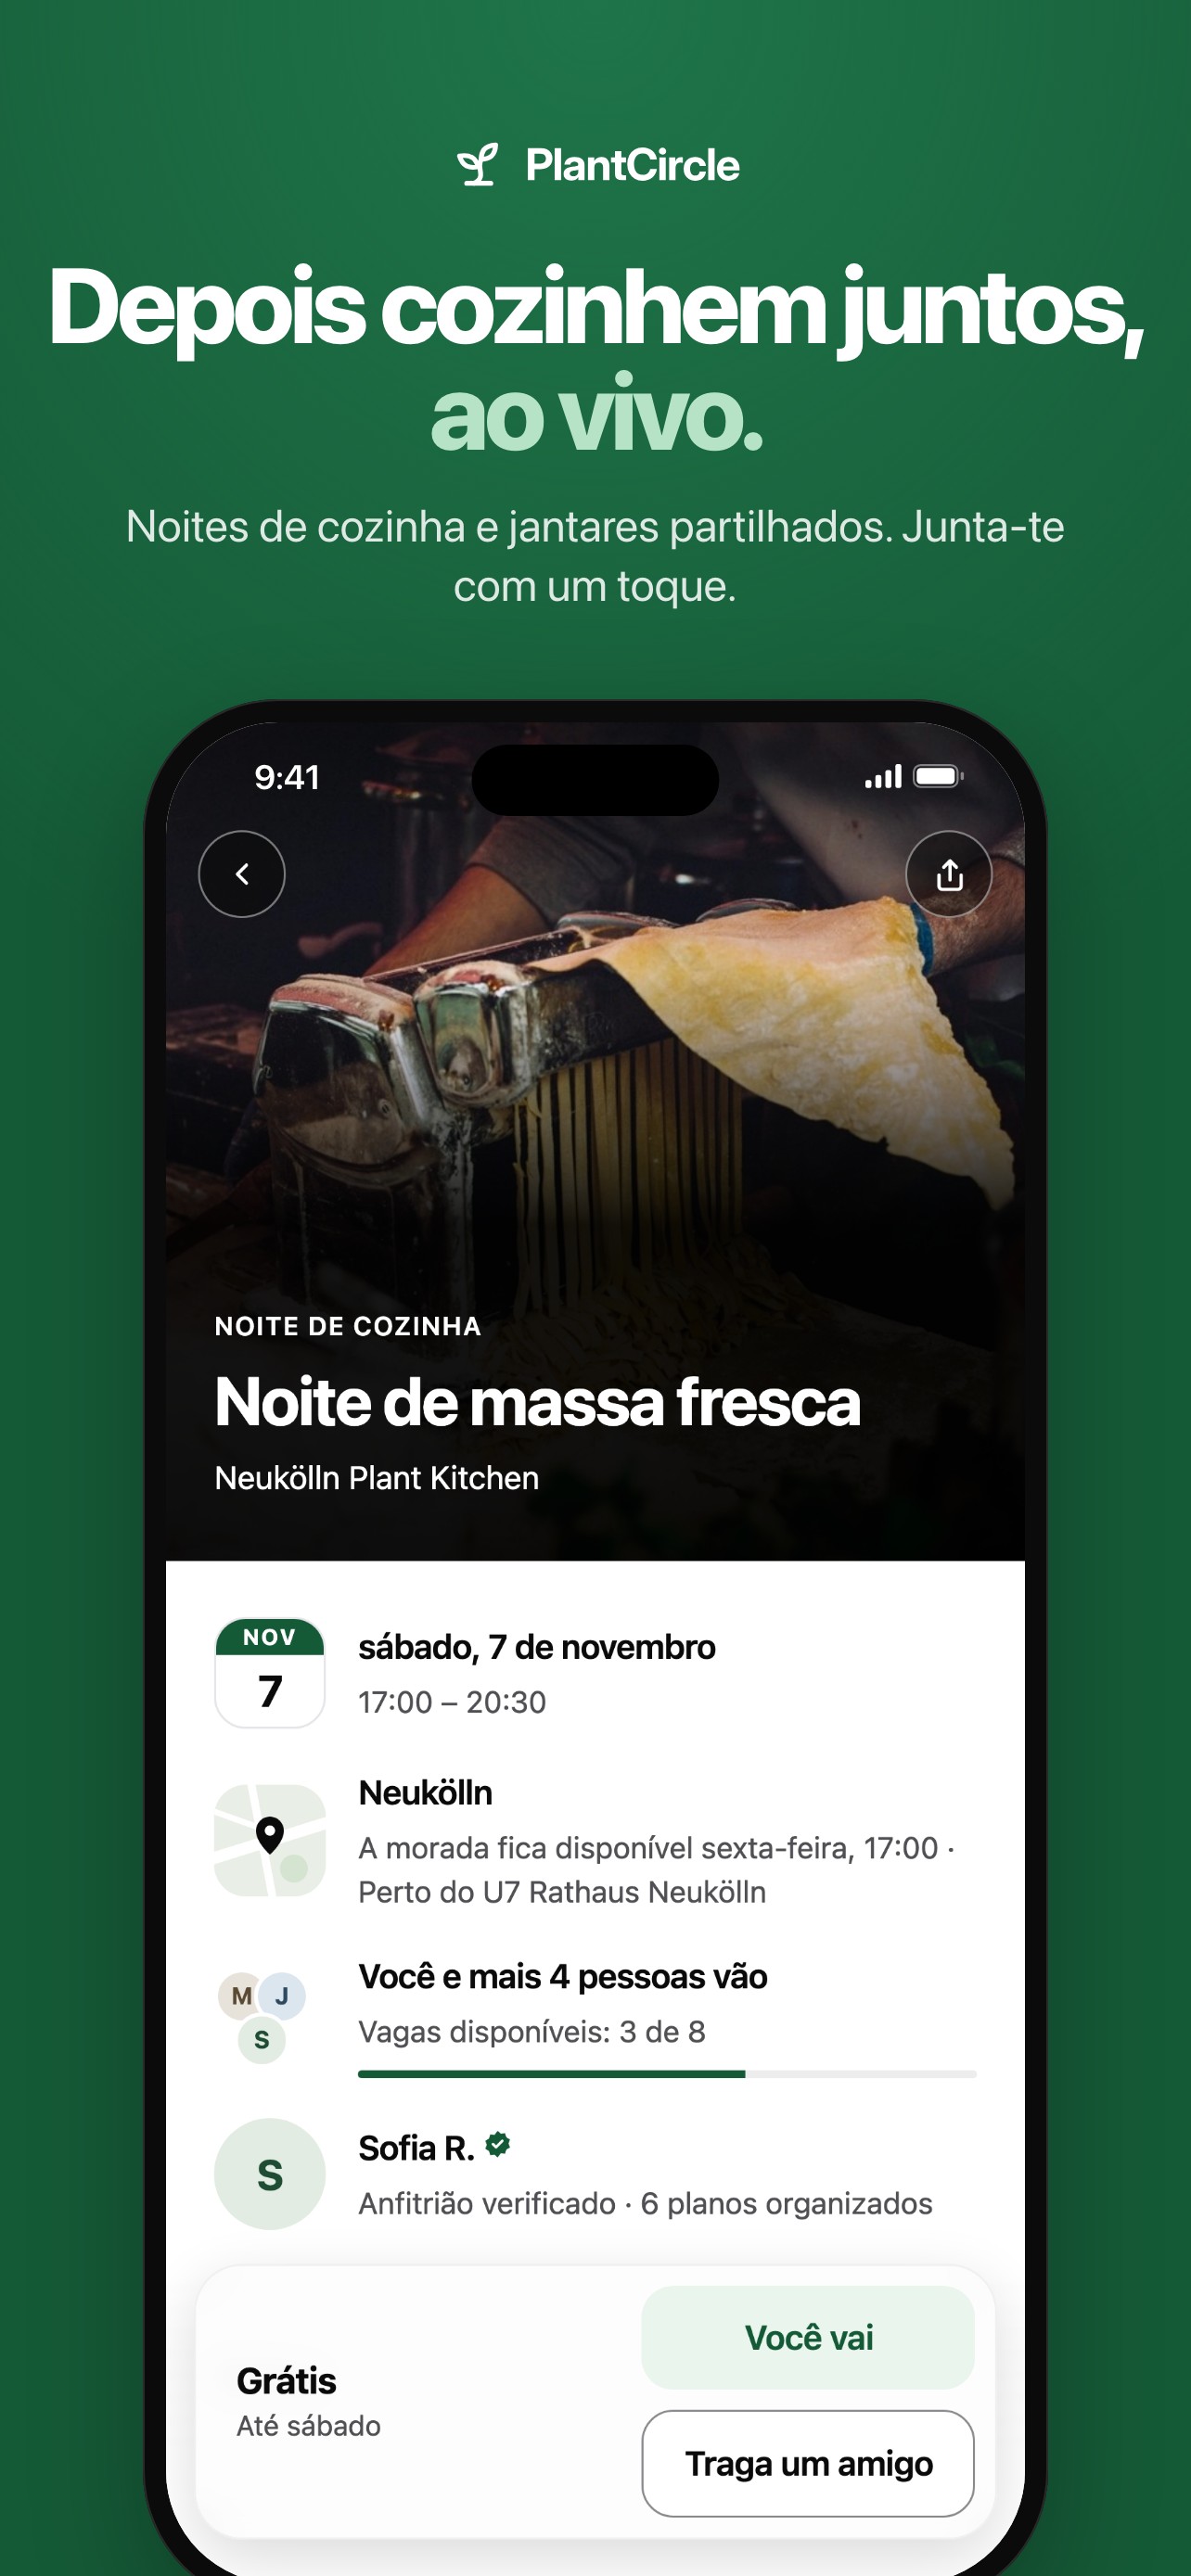 PlantCircle
Depois cozinhem juntos,
ao vivo.
Noites de cozinha e jantares partilhados. Junta-te
com um toque.
9:41
NOITE DE COZINHA
Noite de massa fresca
Neukölln Plant Kitchen
NOV
7
sábado, 7 de novembro
17:00 – 20:30
Neukölln
A morada fica disponível sexta-feira, 17:00 ·
Perto do U7 Rathaus Neukölln
M J
S
Você e mais 4 pessoas vão
Vagas disponíveis: 3 de 8
S
Sofia R.
Anfitrião verificado · 6 planos organizados
Grátis
Até sábado
Você vai
Traga um amigo